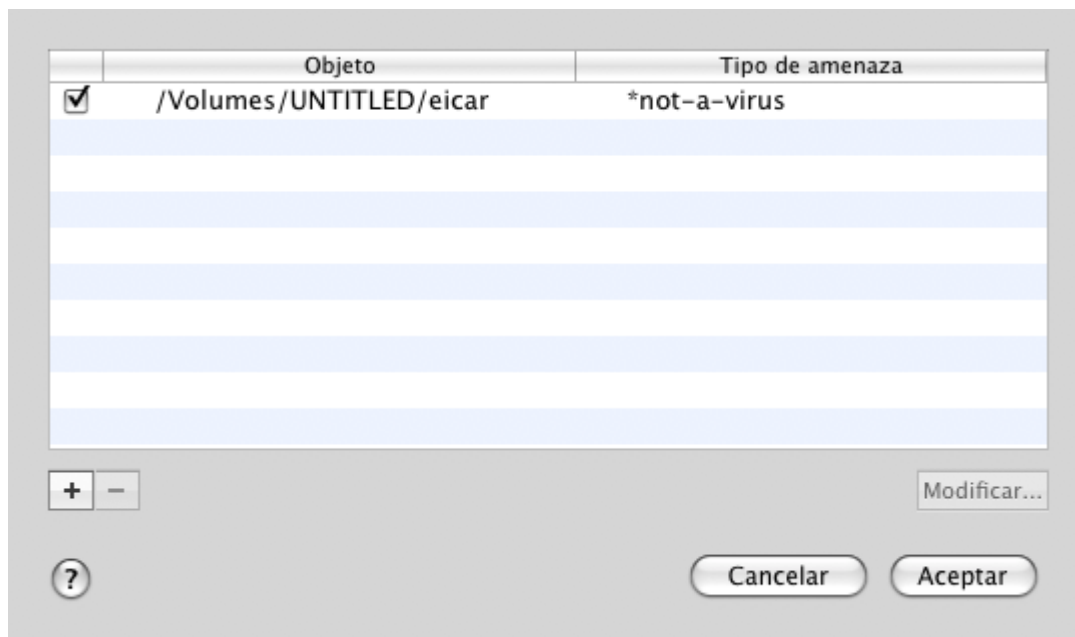 Objeto Tipo de amenaza
/Volumes/UNTITLED/eicar *not-a-virus
+ −
Modificar...
?
Cancelar Aceptar